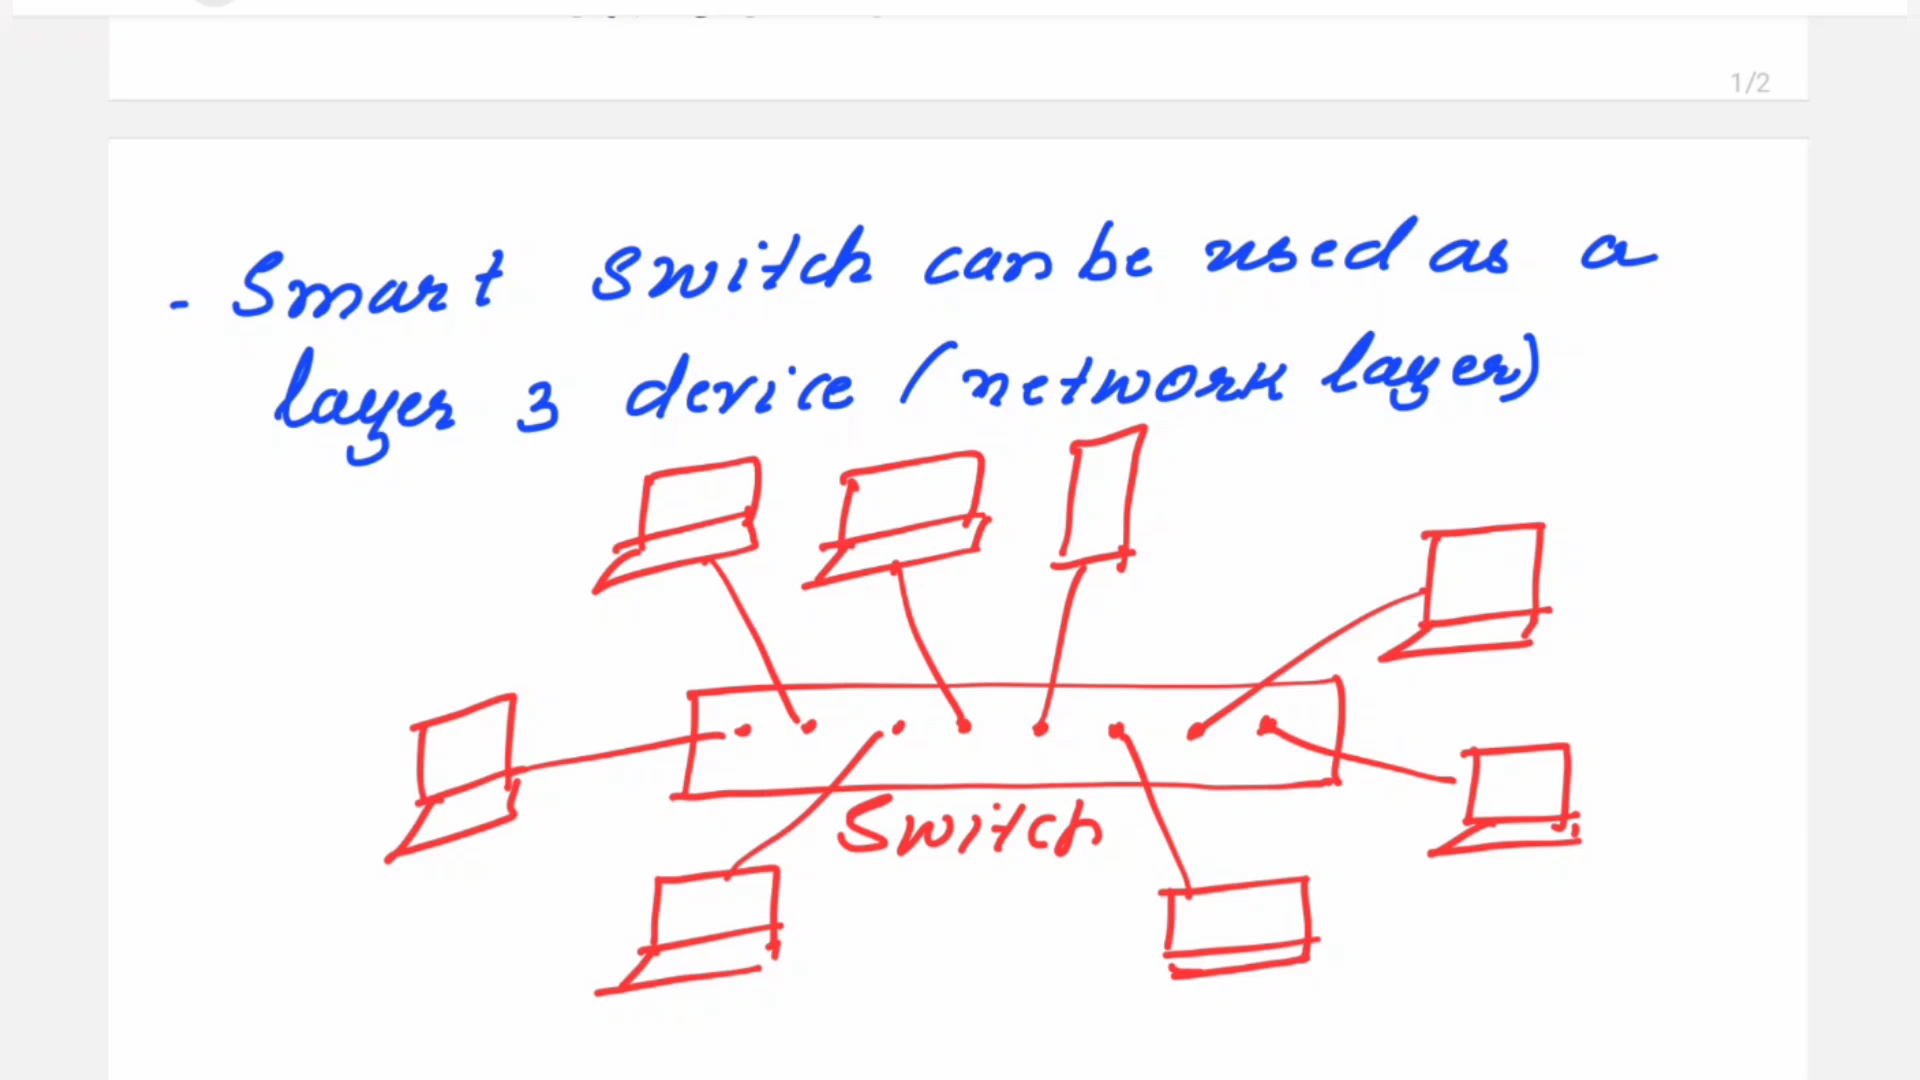 1/2
- Smart switch can be used as a
layer 3 device (network layer)
Switch